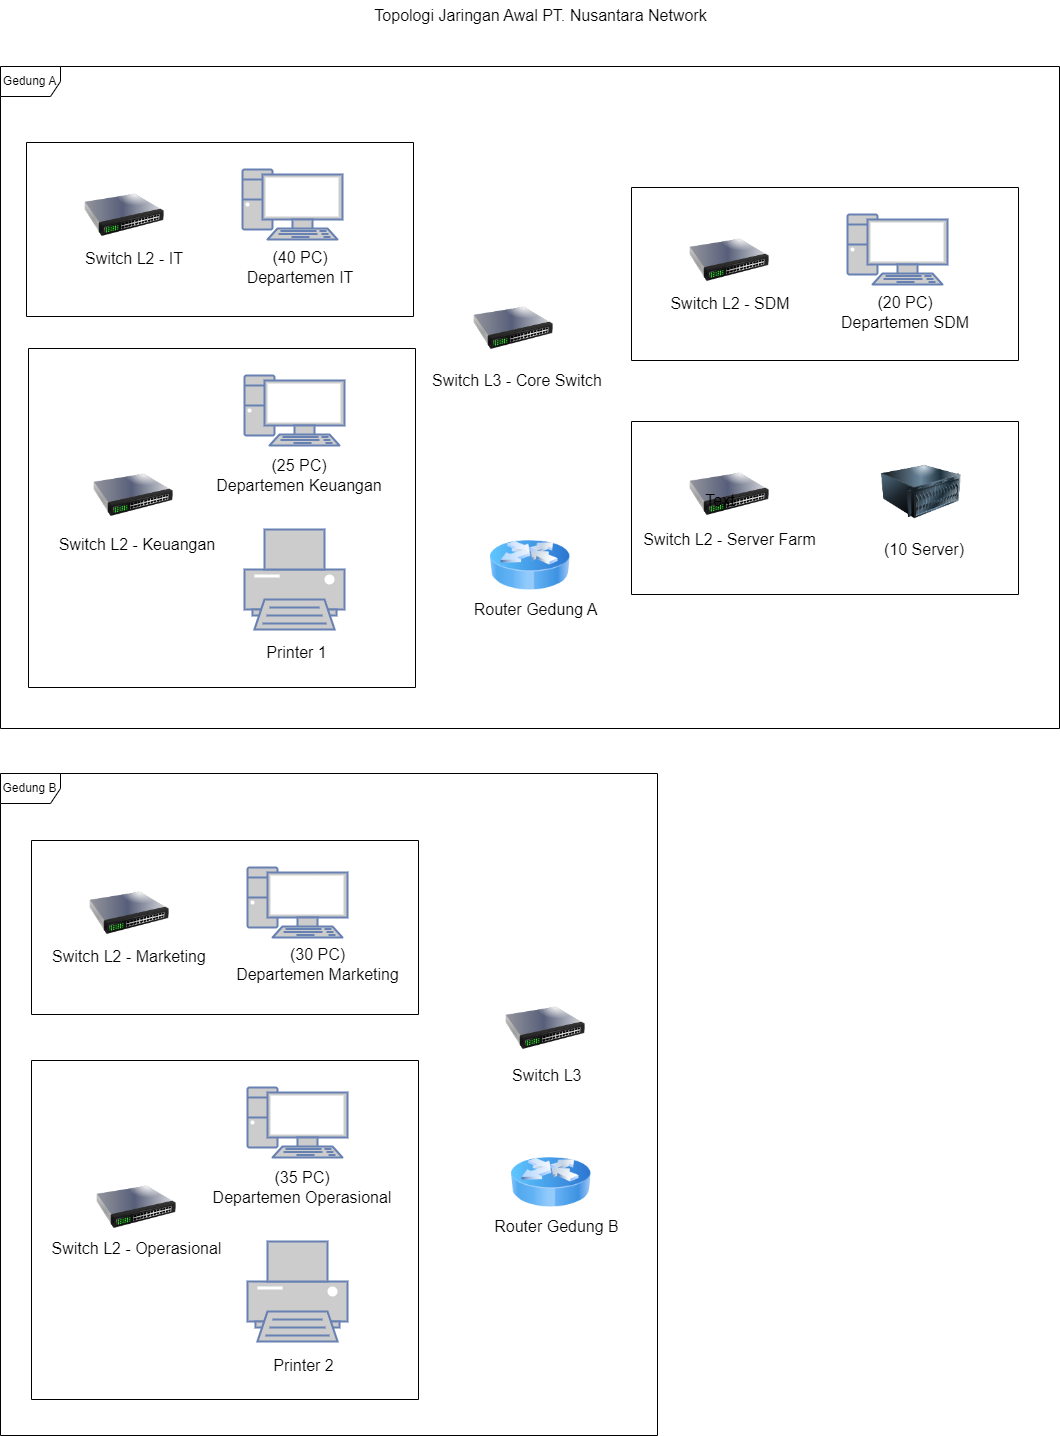 Topologi Jaringan Awal PT. Nusantara Network
Gedung A
Switch L2 - IT
(40 PC)
Departemen IT
Switch L2 - SDM
(20 PC)
Departemen SDM
Switch L3 - Core Switch
(25 PC)
Departemen Keuangan
Switch L2 - Keuangan
Printer 1
Router Gedung A
Text
Switch L2 - Server Farm
(10 Server)
Gedung B
Switch L2 - Marketing
(30 PC)
Departemen Marketing
Switch L3
(35 PC)
Departemen Operasional
Switch L2 - Operasional
Printer 2
Router Gedung B